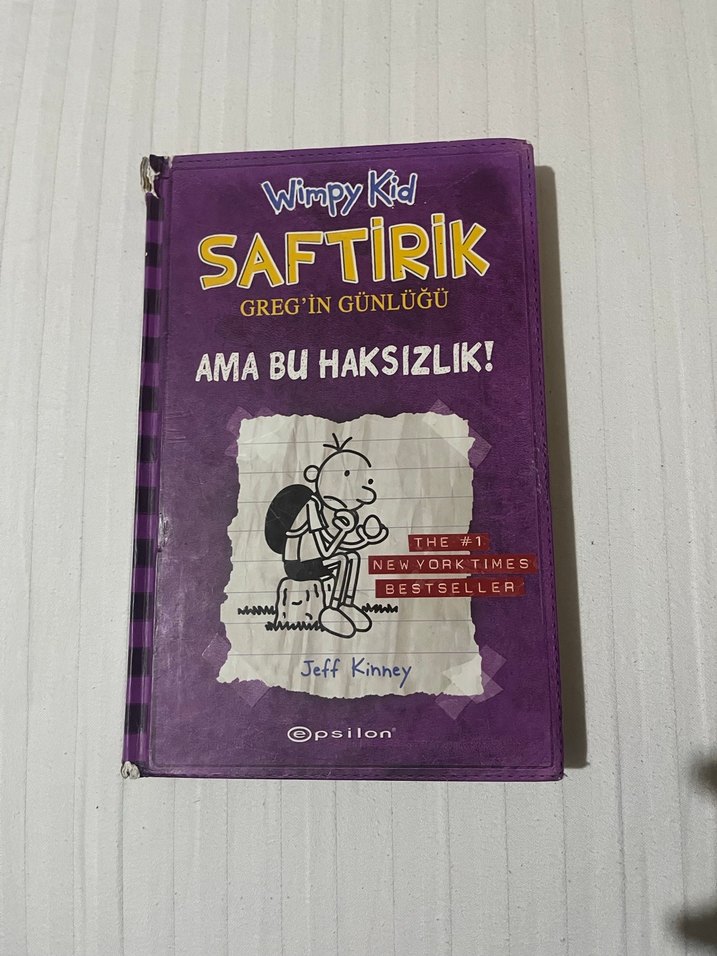 Wimpy Kid
SAFTİRİK
GREG'İN GÜNLÜĞÜ
AMA BU HAKSIZLIK!
THE #1
NEW YORK TIMES
BESTSELLER
Jeff Kinney
epsilon®